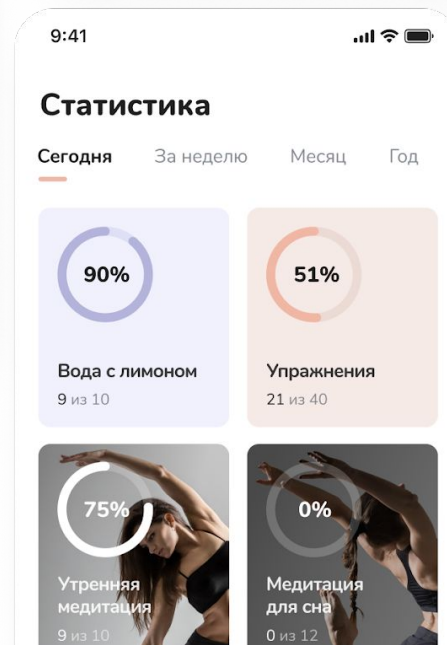 9:41
Статистика
Сегодня За неделю Месяц Год
90%
Вода с лимоном
9 из 10
51%
Упражнения
21 из 40
75%
Утренняя
медитация
9 из 10
0%
Медитация
для сна
0 из 12